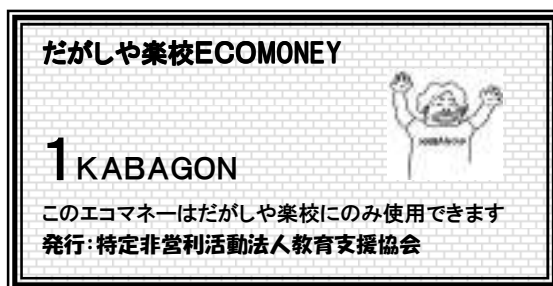 だがしや楽校ECOMONEY
1KABAGON
このエコマネーはだがしや楽校にのみ使用できます
発行:特定非営利活動法人教育支援協会